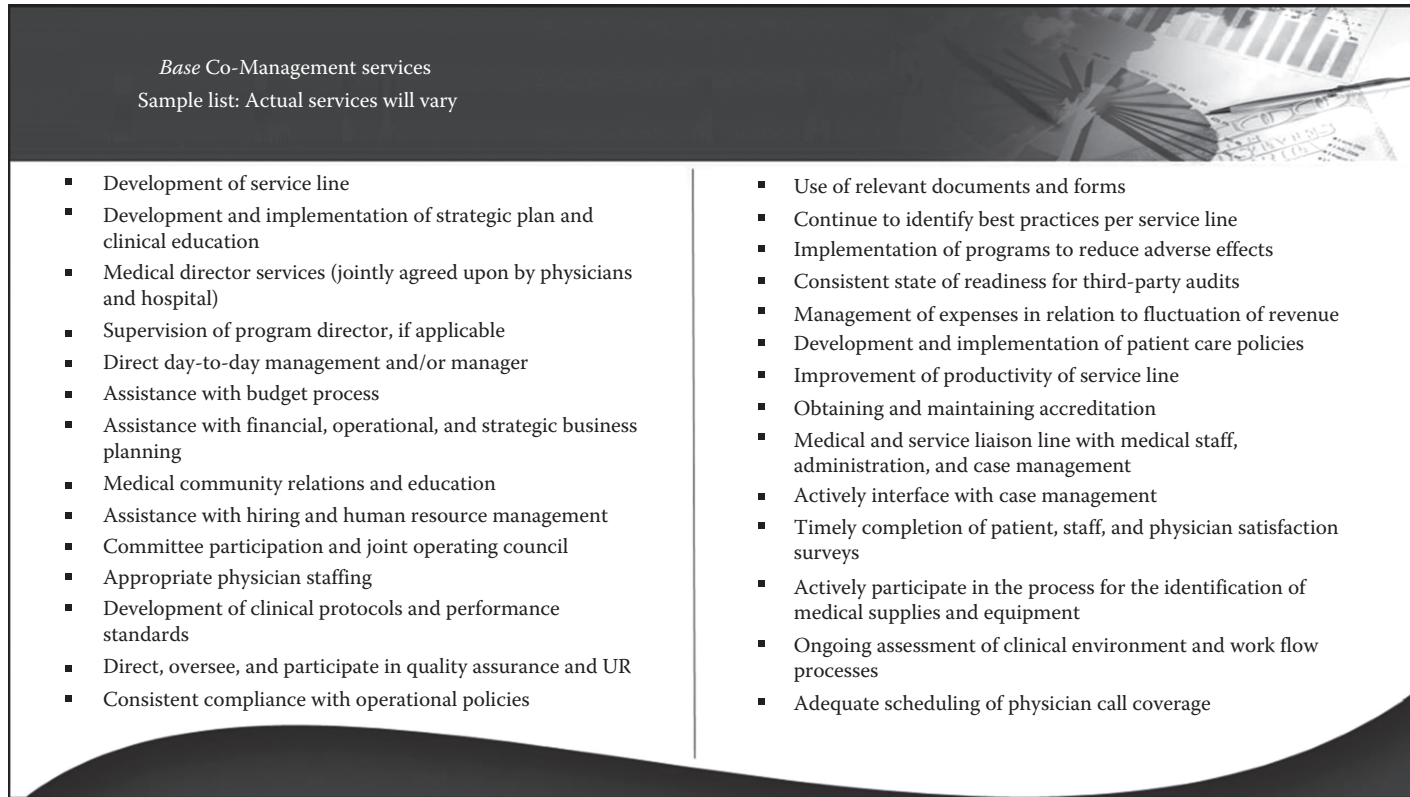 Base Co-Management services
Sample list: Actual services will vary
▪ Development of service line
▪ Development and implementation of strategic plan and
clinical education
▪ Medical director services (jointly agreed upon by physicians
and hospital)
▪ Supervision of program director, if applicable
▪ Direct day-to-day management and/or manager
▪ Assistance with budget process
▪ Assistance with financial, operational, and strategic business
planning
▪ Medical community relations and education
▪ Assistance with hiring and human resource management
▪ Committee participation and joint operating council
▪ Appropriate physician staffing
▪ Development of clinical protocols and performance
standards
▪ Direct, oversee, and participate in quality assurance and UR
▪ Consistent compliance with operational policies
▪ Use of relevant documents and forms
▪ Continue to identify best practices per service line
▪ Implementation of programs to reduce adverse effects
▪ Consistent state of readiness for third-party audits
▪ Management of expenses in relation to fluctuation of revenue
▪ Development and implementation of patient care policies
▪ Improvement of productivity of service line
▪ Obtaining and maintaining accreditation
▪ Medical and service liaison line with medical staff,
administration, and case management
▪ Actively interface with case management
▪ Timely completion of patient, staff, and physician satisfaction
surveys
▪ Actively participate in the process for the identification of
medical supplies and equipment
▪ Ongoing assessment of clinical environment and work flow
processes
▪ Adequate scheduling of physician call coverage